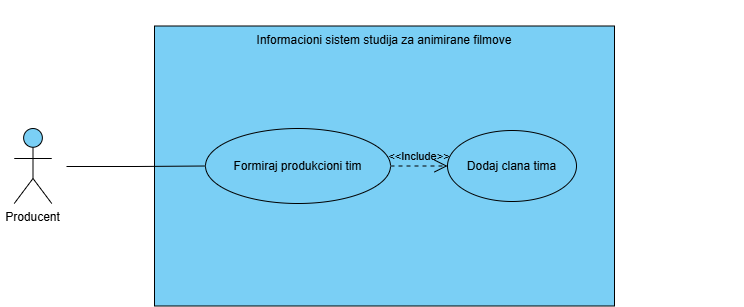 Informacioni sistem studija za animirane filmove
Formiraj produkcioni tim
<<Include>>
Dodaj clana tima
Producent